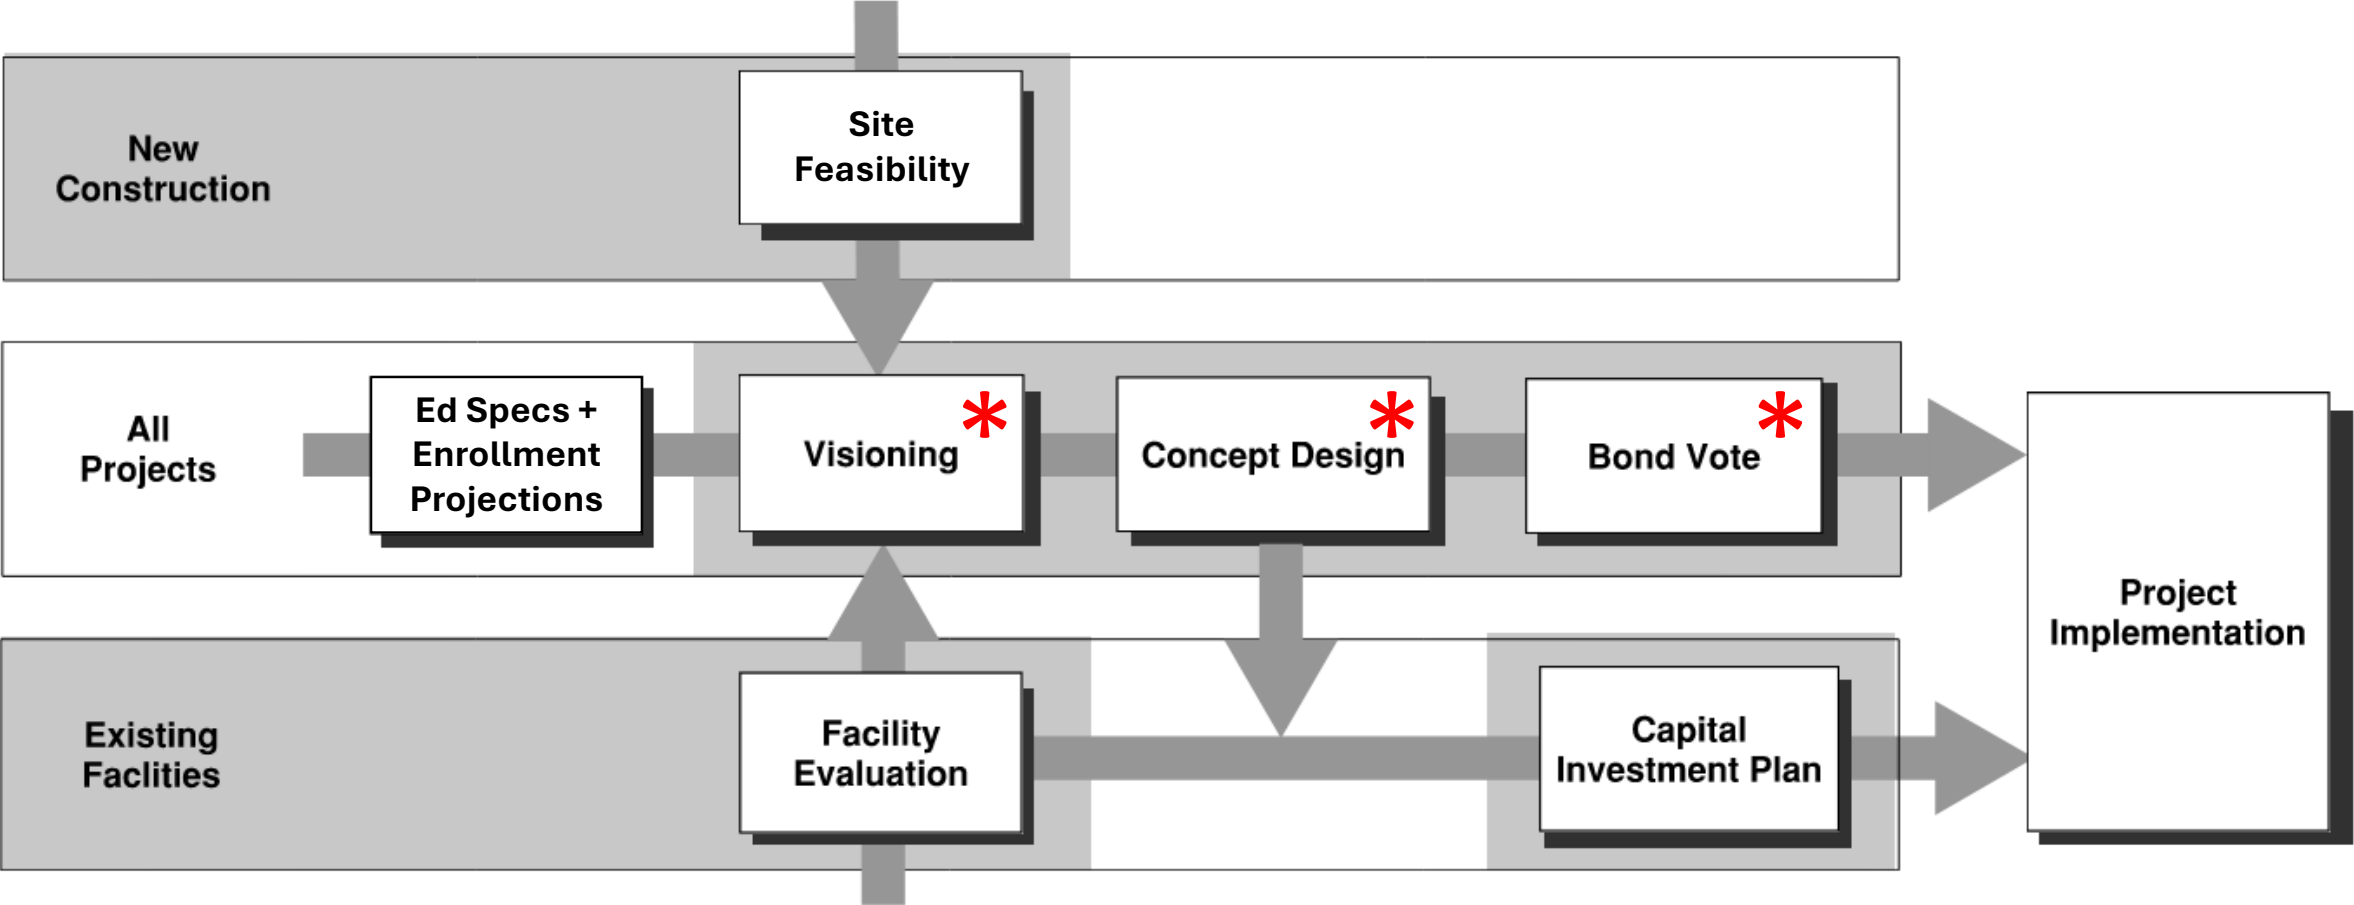 Site
Feasibility
New
Construction
All
Projects
Ed Specs +
Enrollment
Projections
Visioning *
Concept Design *
Bond Vote *
Project
Implementation
Existing
Faclities
Facility
Evaluation
Capital
Investment Plan